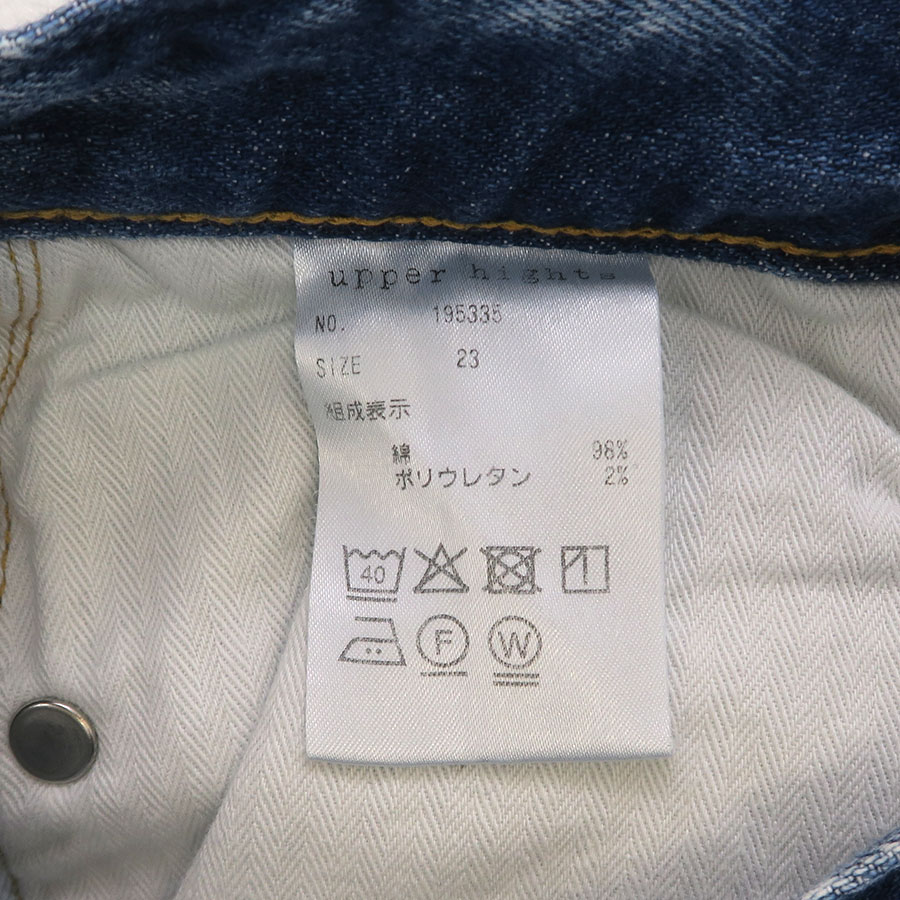 upper hights
NO. 195335
SIZE 23
組成表示
綿 98%
ポリウレタン 2%
40
F W